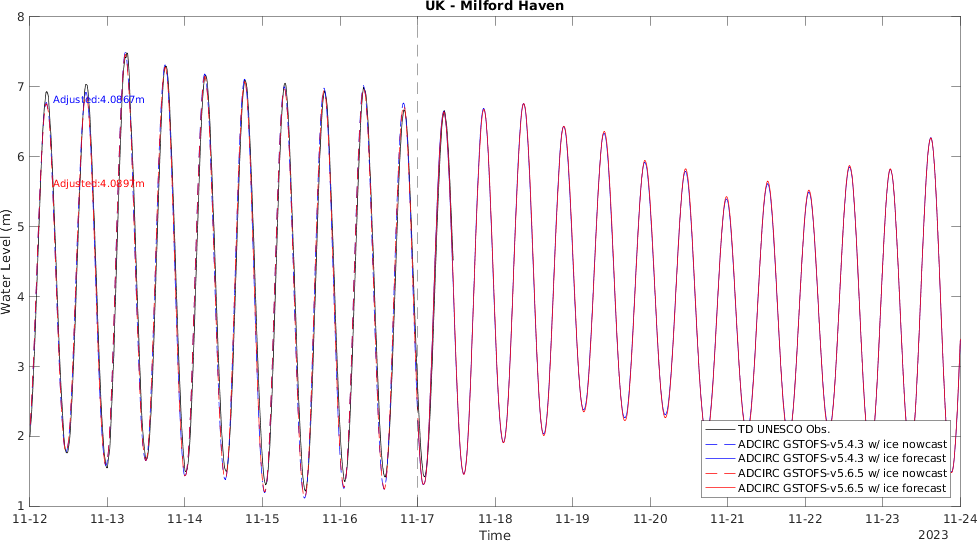 UK - Milford Haven
8
7
6
5
4
3
2
1
Water Level (m)
Adjusted:4.0867m
Adjusted:4.0897m
TD UNESCO Obs.
ADCIRC GSTOFS-v5.4.3 w/ ice nowcast
ADCIRC GSTOFS-v5.4.3 w/ ice forecast
ADCIRC GSTOFS-v5.6.5 w/ ice nowcast
ADCIRC GSTOFS-v5.6.5 w/ ice forecast
11-12 11-13 11-14 11-15 11-16 11-17 11-18 11-19 11-20 11-21 11-22 11-23 11-24
Time
2023